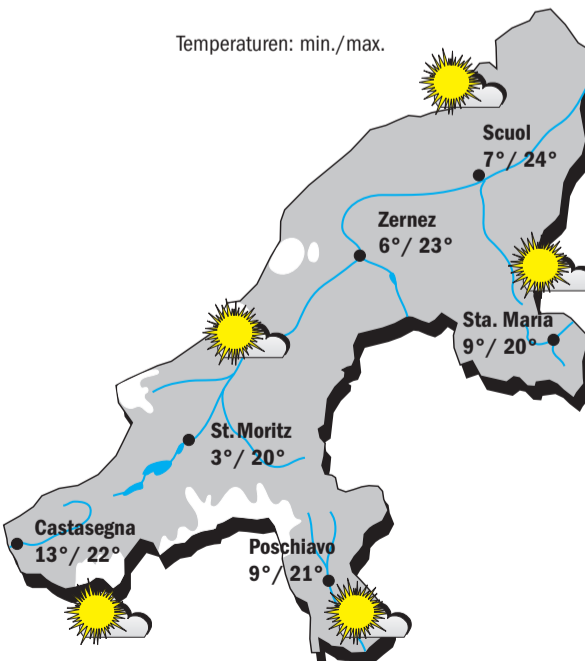 Temperaturen: min./max.
Scuol
7°/ 24°
Zernez
6°/ 23°
Sta. Maria
9°/ 20°
St. Moritz
3°/ 20°
Castasegna
13°/ 22°
Poschiavo
9°/ 21°